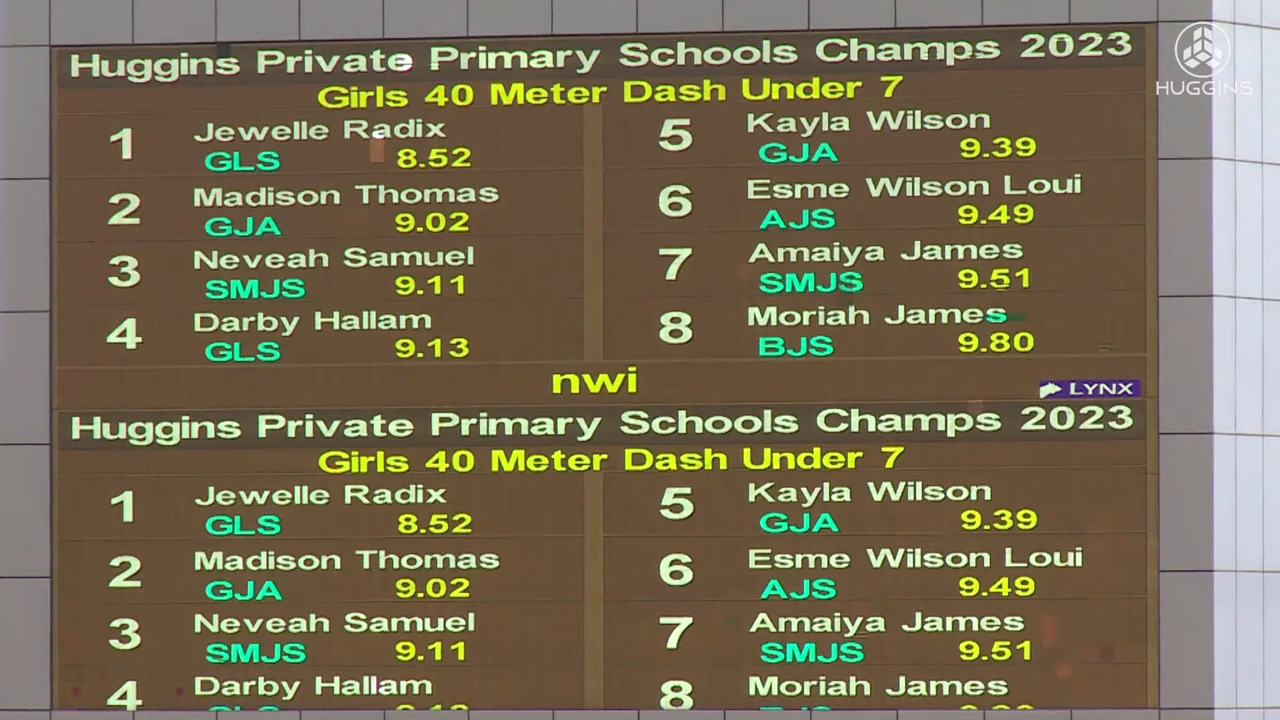 Huggins Private Primary Schools Champs 2023
HUGGINS
Girls 40 Meter Dash Under 7
1 Jewelle Radix
GLS 8.52
2 Madison Thomas
GJA 9.02
3 Neveah Samuel
SMJS 9.11
4 Darby Hallam
GLS 9.13
5 Kayla Wilson
GJA 9.39
6 Esme Wilson Loui
AJS 9.49
7 Amaiya James
SMJS 9.51
8 Moriah James
BJS 9.80
nwi
LYNX
Huggins Private Primary Schools Champs 2023
Girls 40 Meter Dash Under 7
1 Jewelle Radix
GLS 8.52
2 Madison Thomas
GJA 9.02
3 Neveah Samuel
SMJS 9.11
4 Darby Hallam
5 Kayla Wilson
GJA 9.39
6 Esme Wilson Loui
AJS 9.49
7 Amaiya James
SMJS 9.51
8 Moriah James